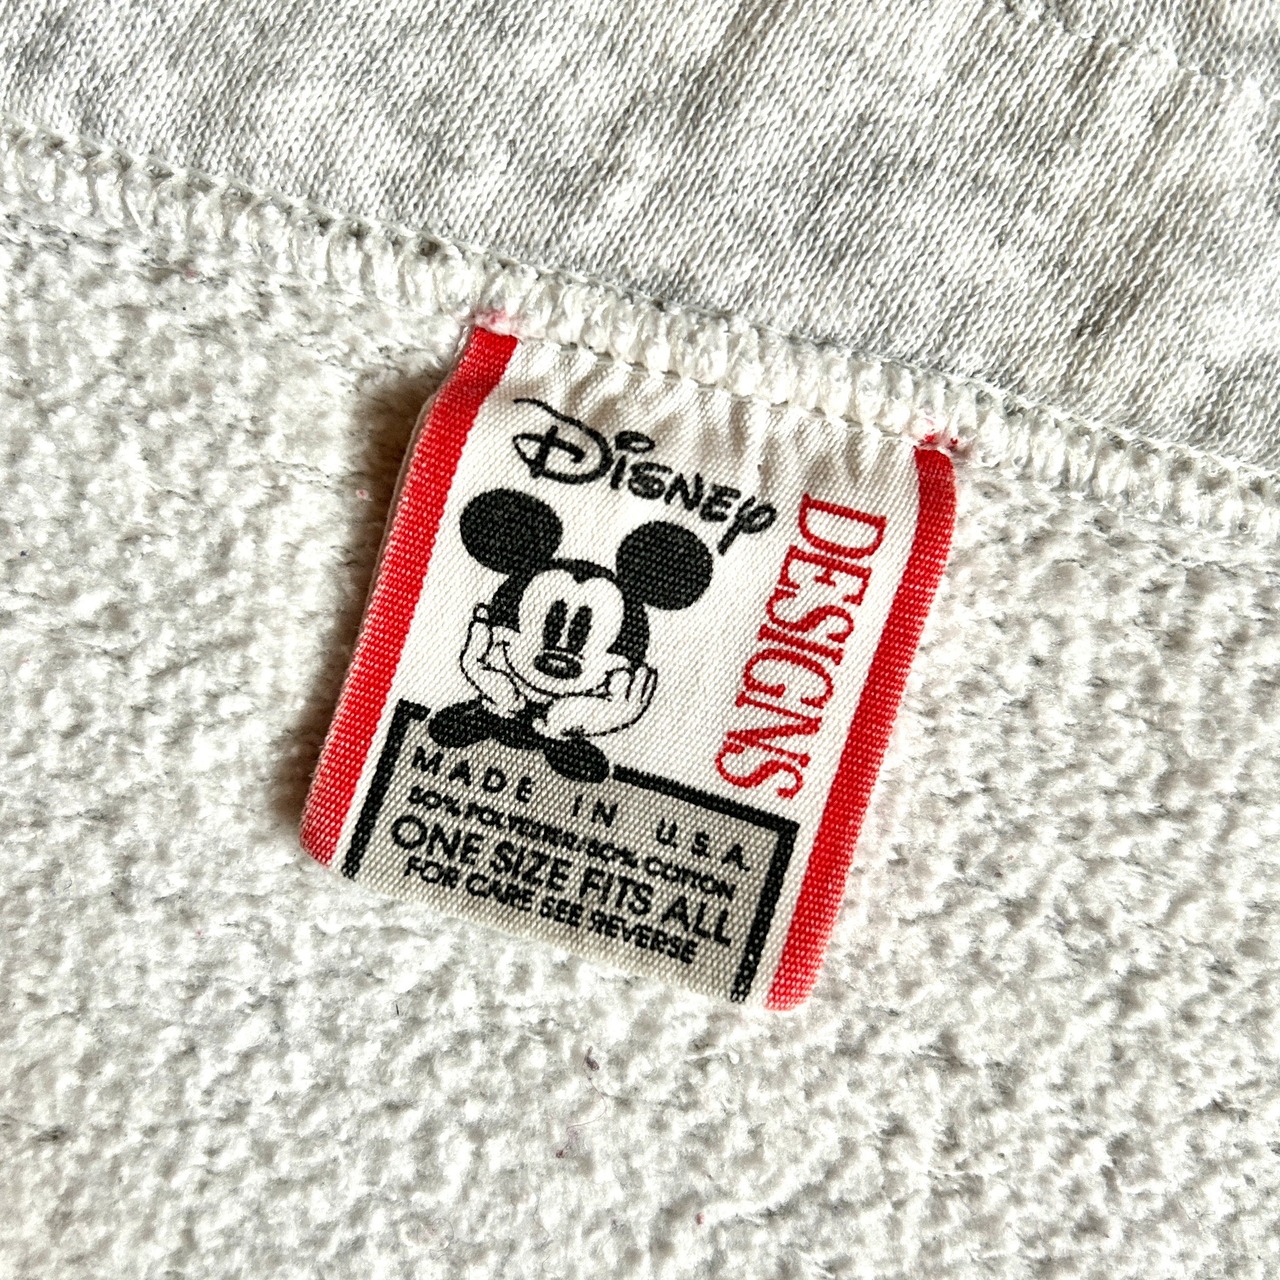 DISNEY
DESIGNS
MADE IN U.S.A.
50% POLYESTER/50% COTTON
ONE SIZE FITS ALL
FOR CARE SEE REVERSE